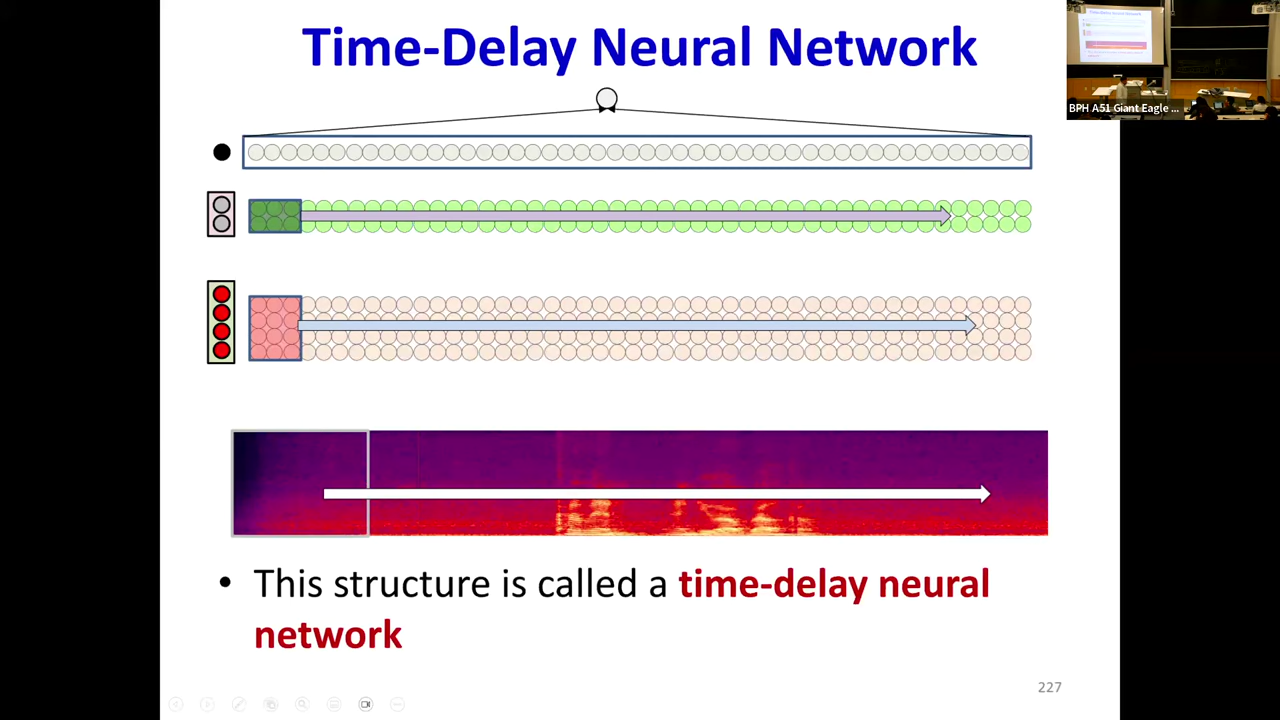 Time-Delay Neural Network
BPH A51 Giant Eagle ...
• This structure is called a time-delay neural
network
227